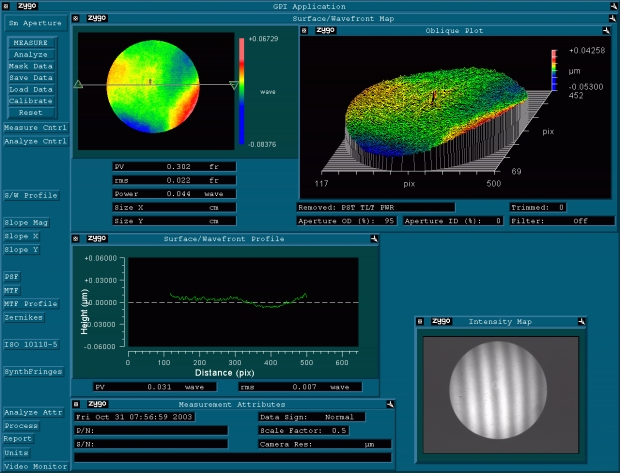 zygo GPI Application
Sm Aperture
MEASURE
Analyze
Mask Data
Save Data
Load Data
Calibrate
Reset
Measure Cntrl
Analyze Cntrl
S/W Profile
Slope Mag
Slope X
Slope Y
PSF
MTF
MTF Profile
Zernikes
ISO 10110-5
SynthFringes
Analyze Attr
Process
Report
Units
Video Monitor
zygo Surface/Wavefront Map
+0.06729
wave
-0.08376
PV 0.302 fr
rms 0.022 fr
Power 0.044 wave
Size X cm
Size Y cm
zygo Oblique Plot
+0.04258
µm
-0.05300
452
pix
69
117 pix 500
Removed: PST TLT PWR
Trimmed: 0
Aperture OD (%): 95
Aperture ID (%): 0
Filter: Off
zygo Surface/Wavefront Profile
+0.06000
+0.03000
0.00000
-0.03000
-0.06000
Height (µm)
0 100 200 300 400 500 600
Distance (pix)
PV 0.031 wave
rms 0.007 wave
zygo Measurement Attributes
Fri Oct 31 07:56:59 2003
Data Sign: Normal
P/N:
Scale Factor: 0.5
S/N:
Camera Res: µm
zygo Intensity Map